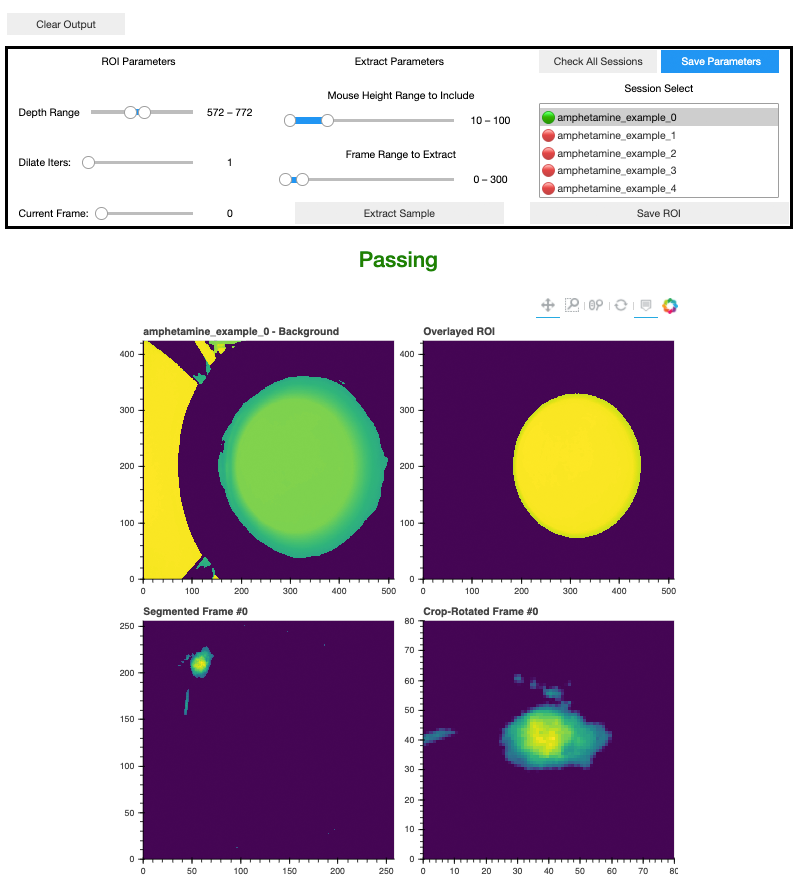 Clear Output
ROI Parameters
Extract Parameters
Check All Sessions
Save Parameters
Session Select
Depth Range
572 – 772
Mouse Height Range to Include
10 – 100
amphetamine_example_0
amphetamine_example_1
amphetamine_example_2
amphetamine_example_3
amphetamine_example_4
Dilate Iters:
1
Frame Range to Extract
0 – 300
Current Frame:
0
Extract Sample
Save ROI
Passing
amphetamine_example_0 - Background
400
300
200
100
0
0
100
200
300
400
500
Overlayed ROI
400
300
200
100
0
0
100
200
300
400
500
Segmented Frame #0
250
200
150
100
50
0
0
50
100
150
200
250
Crop-Rotated Frame #0
80
70
60
50
40
30
20
10
0
0
10
20
30
40
50
60
70
80